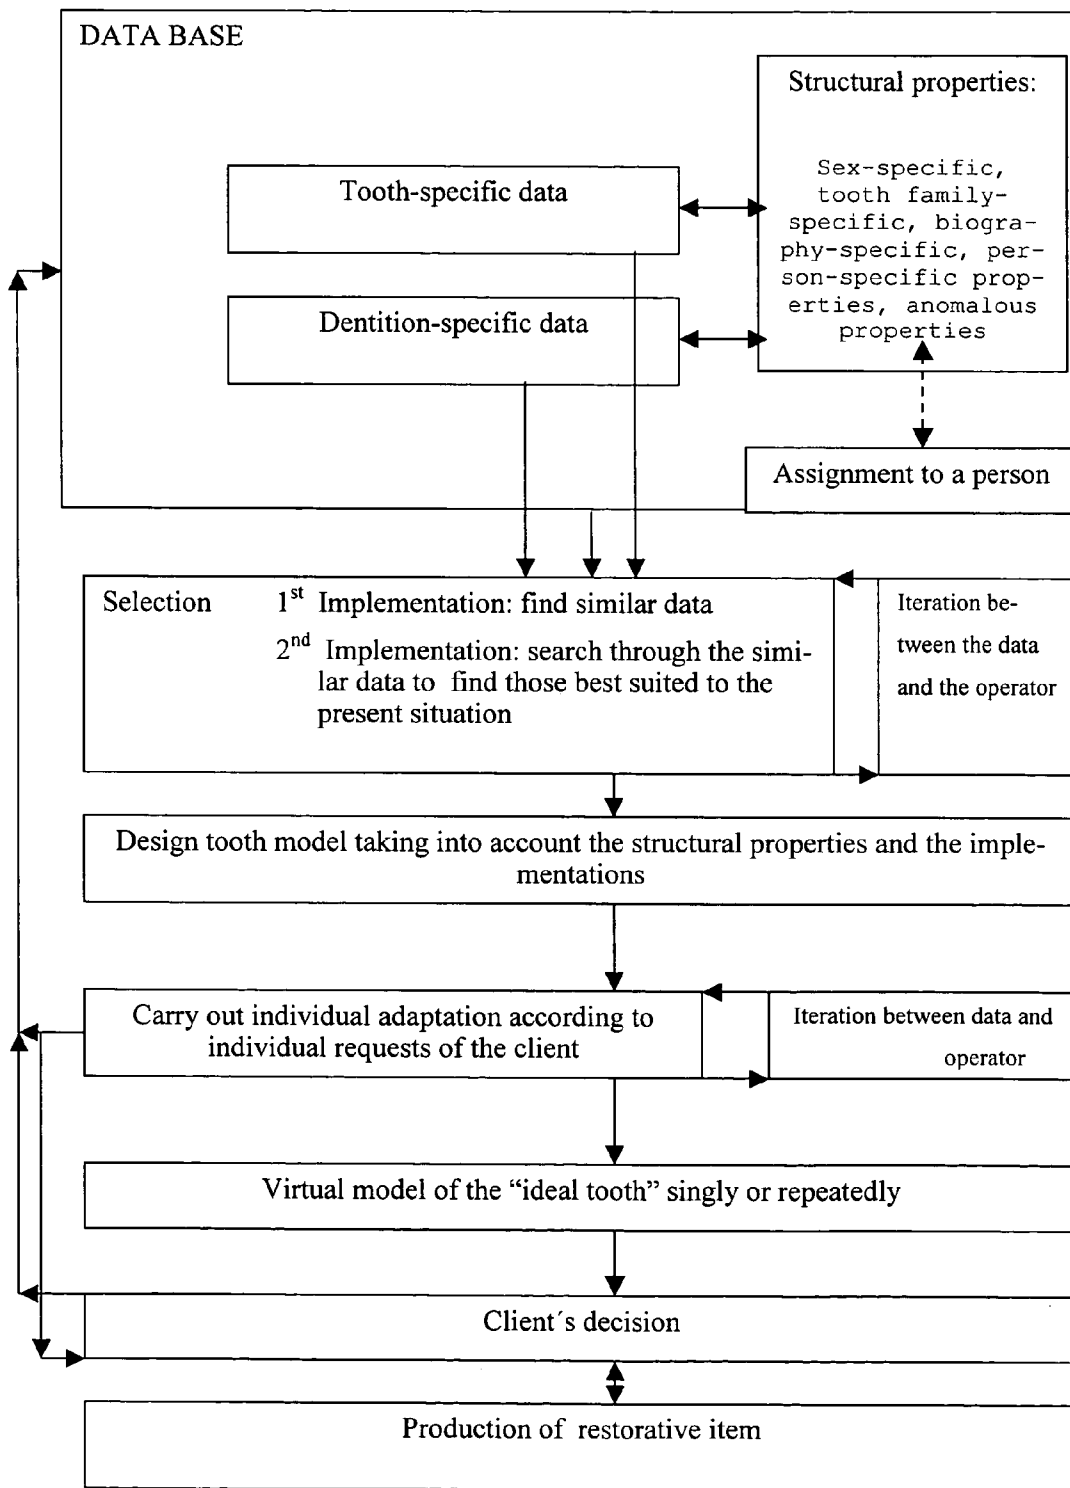 DATA BASE
Structural properties:
Sex-specific,
tooth family-
specific, biogra-
phy-specific, per-
son-specific prop-
erties, anomalous
properties
Tooth-specific data
Dentition-specific data
Assignment to a person
Selection 1st Implementation: find similar data
2nd Implementation: search through the simi-
lar data to find those best suited to the
present situation
Iteration be-
tween the data
and the operator
Design tooth model taking into account the structural properties and the imple-
mentations
Carry out individual adaptation according to
individual requests of the client
Iteration between data and
operator
Virtual model of the “ideal tooth” singly or repeatedly
Client´s decision
Production of restorative item